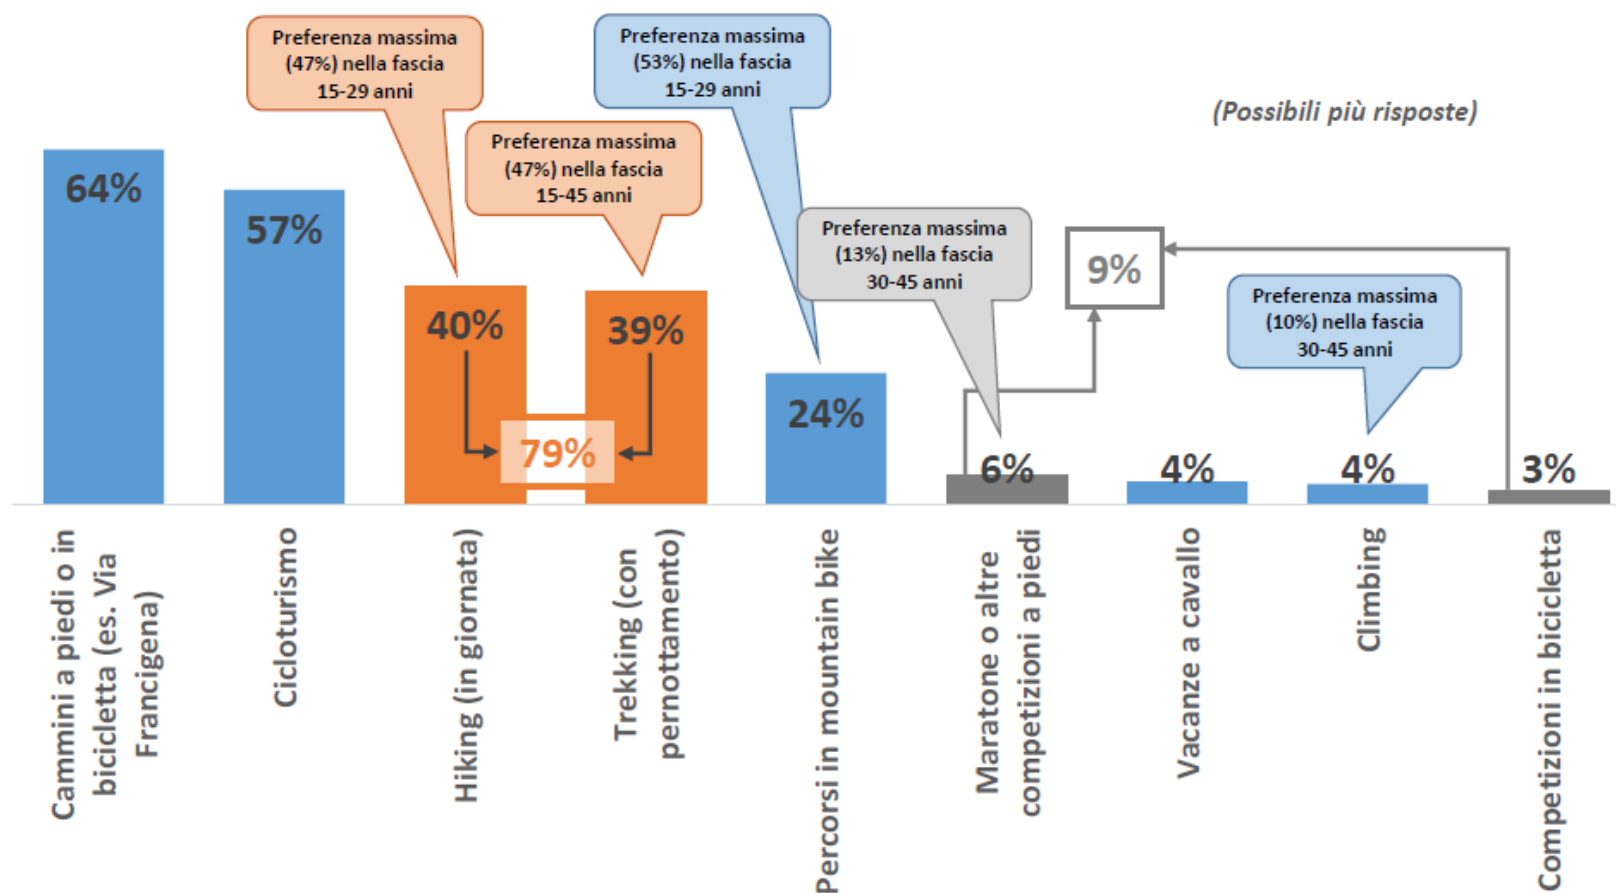 Preferenza massima
(47%) nella fascia
15-29 anni
Preferenza massima
(53%) nella fascia
15-29 anni
(Possibili più risposte)
Preferenza massima
(47%) nella fascia
15-45 anni
Preferenza massima
(13%) nella fascia
30-45 anni
9%
Preferenza massima
(10%) nella fascia
30-45 anni
64%
57%
40%
39%
79%
24%
6%
4%
4%
3%
Cammini a piedi o in
bicicletta (es. Via
Francigena)
Cicloturismo
Hiking (in giornata)
Trekking (con
pernottamento)
Percorsi in mountain bike
Maratone o altre
competizioni a piedi
Vacanze a cavallo
Climbing
Competizioni in bicicletta